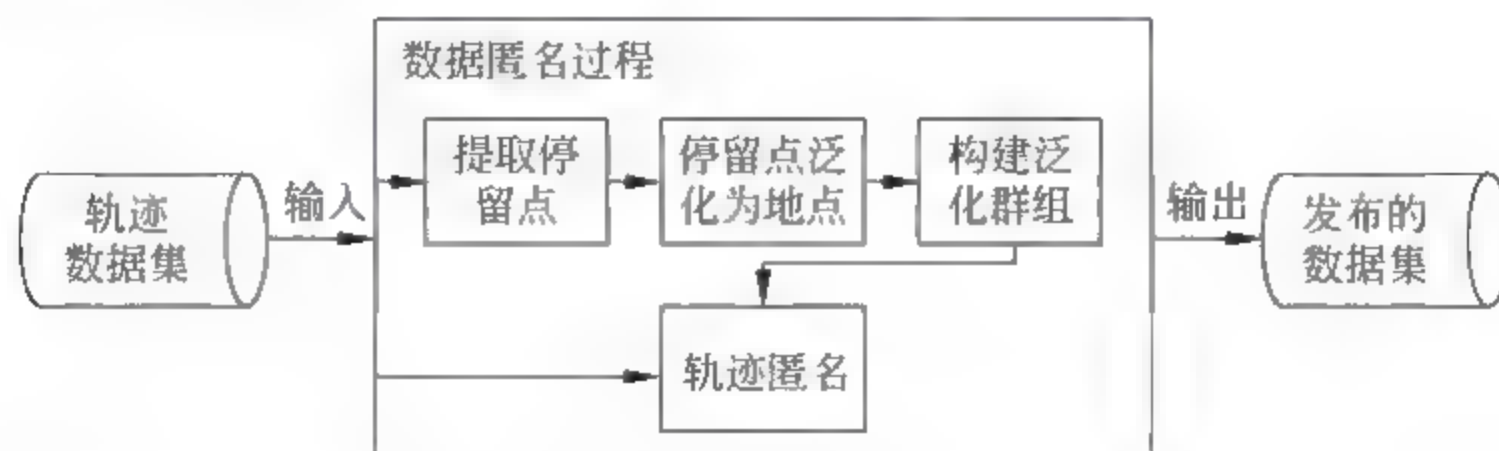 数据匿名过程
提取停
留点
停留点泛
化为地点
构建泛
化群组
轨迹
数据集
输入
输出
发布的
数据集
轨迹匿名